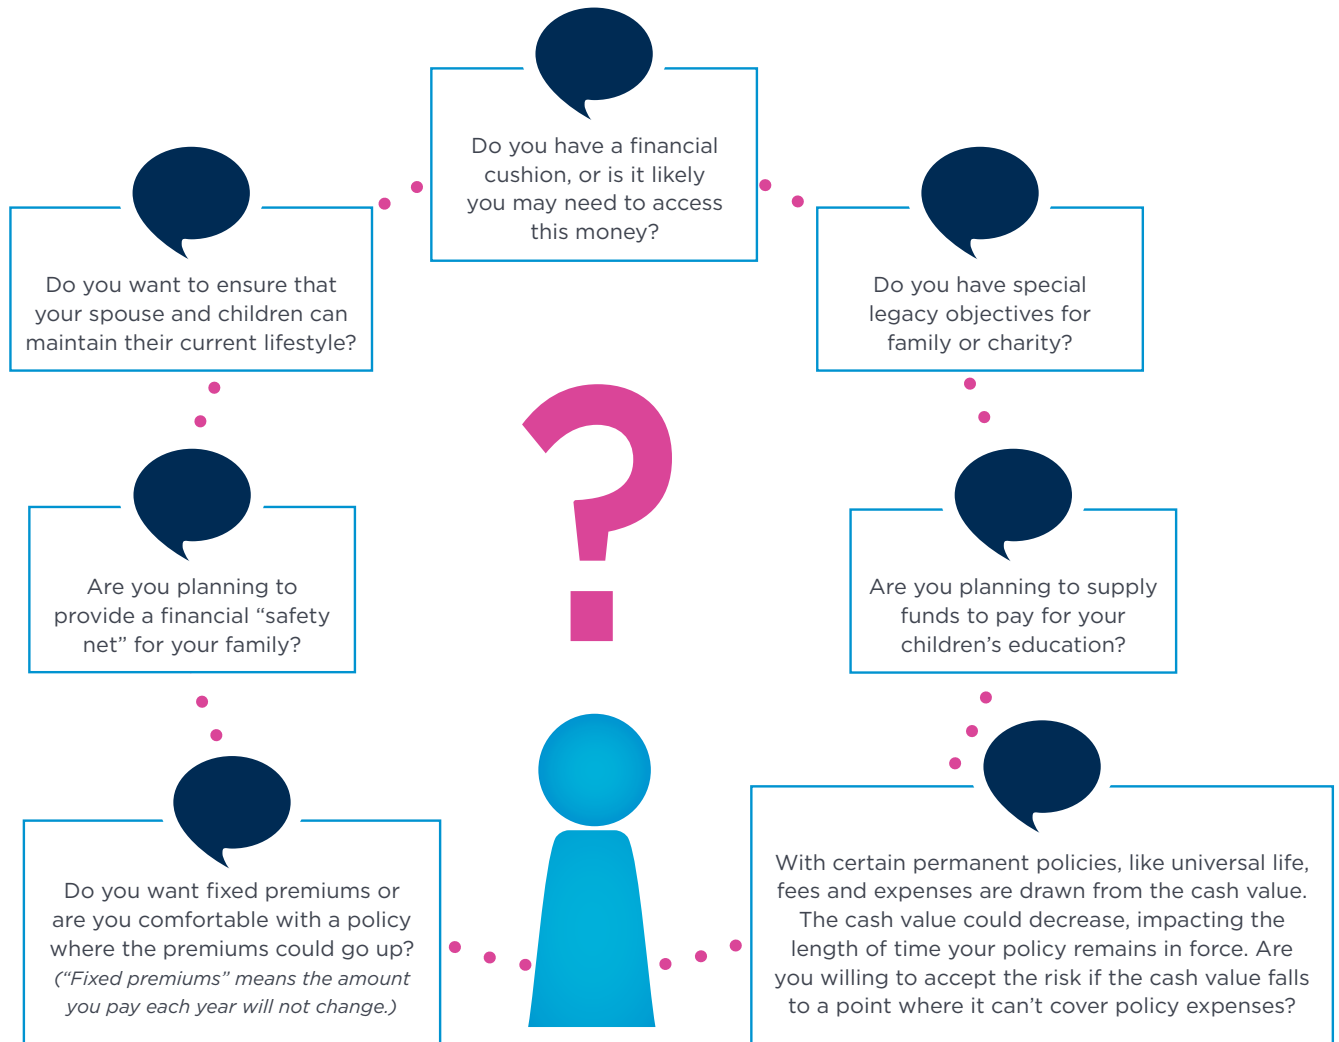 Do you have a financial
cushion, or is it likely
you may need to access
this money?
Do you want to ensure that
your spouse and children can
maintain their current lifestyle?
Do you have special
legacy objectives for
family or charity?
Are you planning to
provide a financial “safety
net” for your family?
Are you planning to supply
funds to pay for your
children’s education?
Do you want fixed premiums or
are you comfortable with a policy
where the premiums could go up?
(“Fixed premiums” means the amount
you pay each year will not change.)
With certain permanent policies, like universal life,
fees and expenses are drawn from the cash value.
The cash value could decrease, impacting the
length of time your policy remains in force. Are
you willing to accept the risk if the cash value falls
to a point where it can’t cover policy expenses?
?